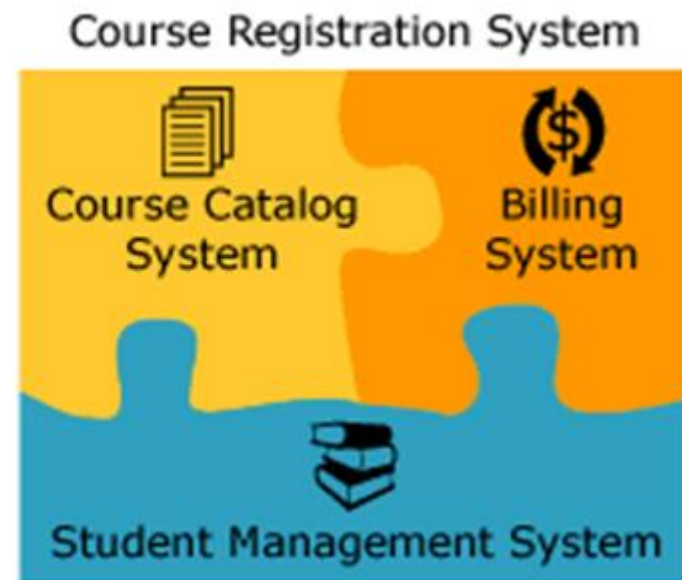 Course Registration System
Course Catalog
System
$
Billing
System
Student Management System